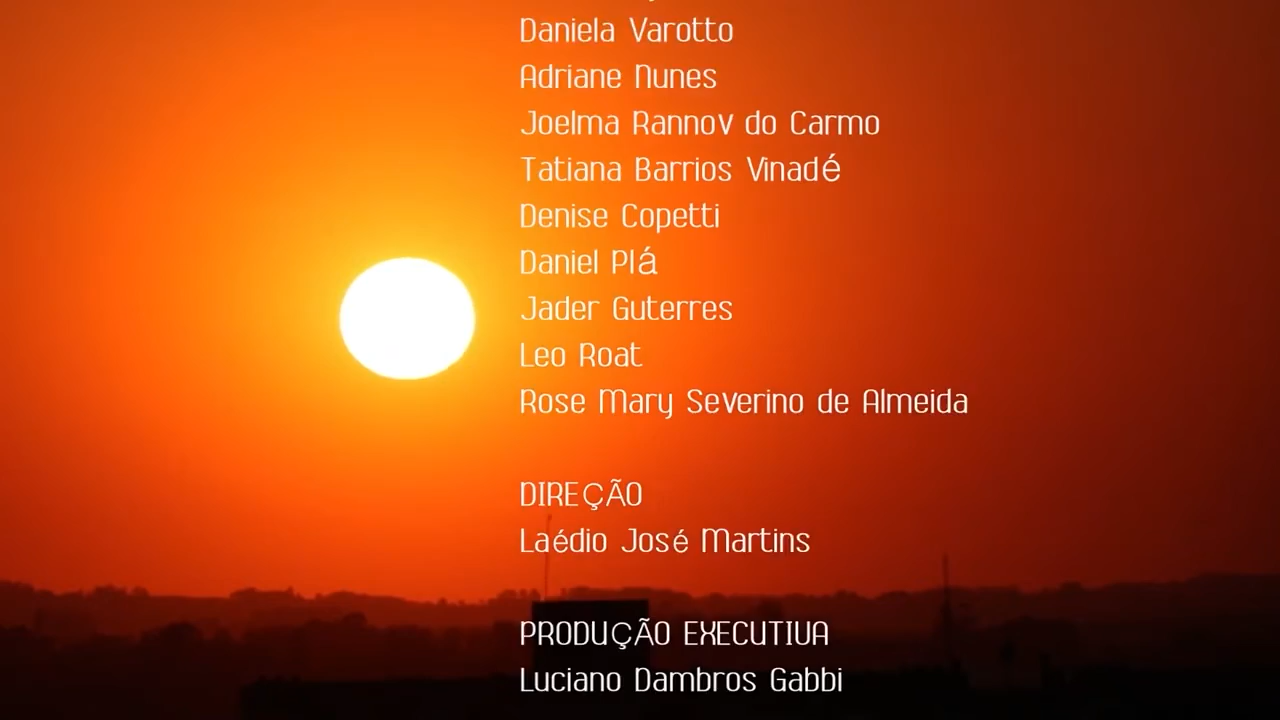 Daniela Varotto
Adriane Nunes
Joelma Rannov do Carmo
Tatiana Barrios Vinadé
Denise Copetti
Daniel Plá
Jader Guterres
Leo Roat
Rose Mary Severino de Almeida
DIREÇÃO
Laédio José Martins
PRODUÇÃO EXECUTIVA
Luciano Dambros Gabbi